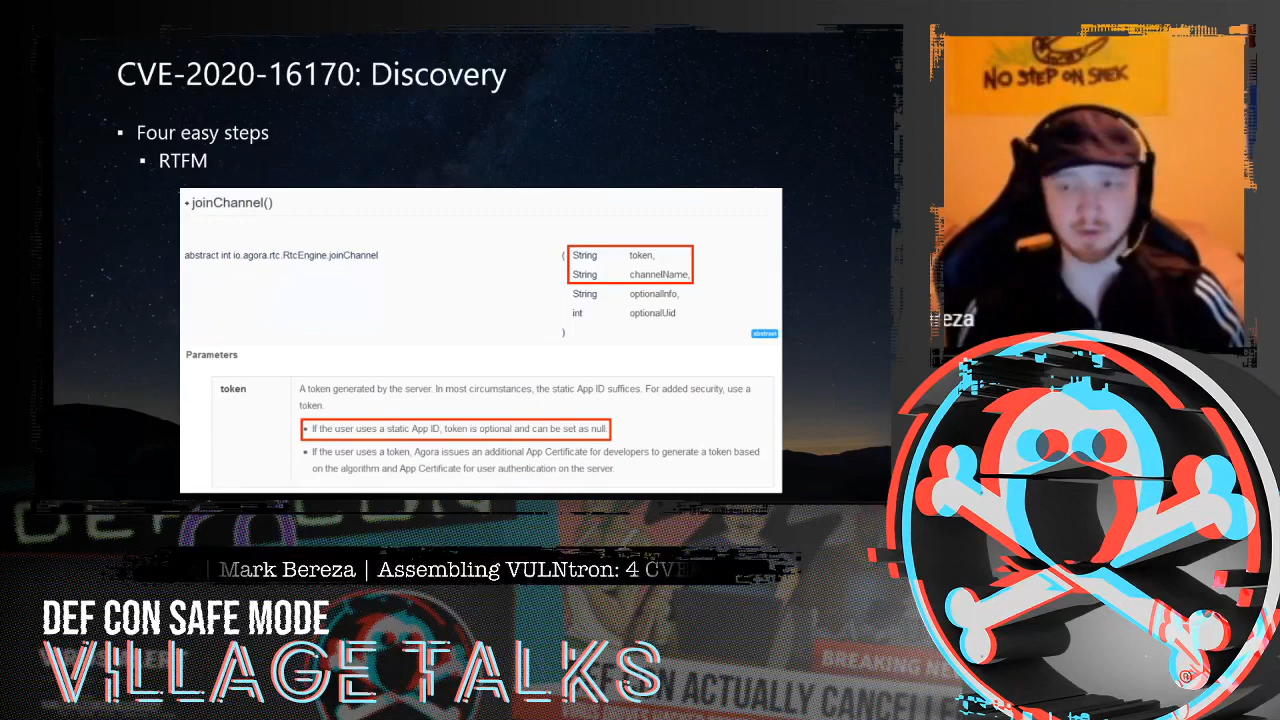 CVE-2020-16170: Discovery
▪ Four easy steps
▪ RTFM
joinChannel()
abstract int io.agora.rtc.RtcEngine.joinChannel
( String token,
String channelName,
String optionalInfo,
int optionalUid
)
abstract
Parameters
token
A token generated by the server. In most circumstances, the static App ID suffices. For added security, use a
token.
• If the user uses a static App ID, token is optional and can be set as null.
• If the user uses a token, Agora issues an additional App Certificate for developers to generate a token based
on the algorithm and App Certificate for user authentication on the server.
NO STEP ON SNEK
eza
DEF CON
| Mark Bereza | Assembling VULNtron: 4 CVE
DEF CON SAFE MODE
VILLAGE TALKS
BREAKING NE
EF CON ACTUALLY CANCELLE
®